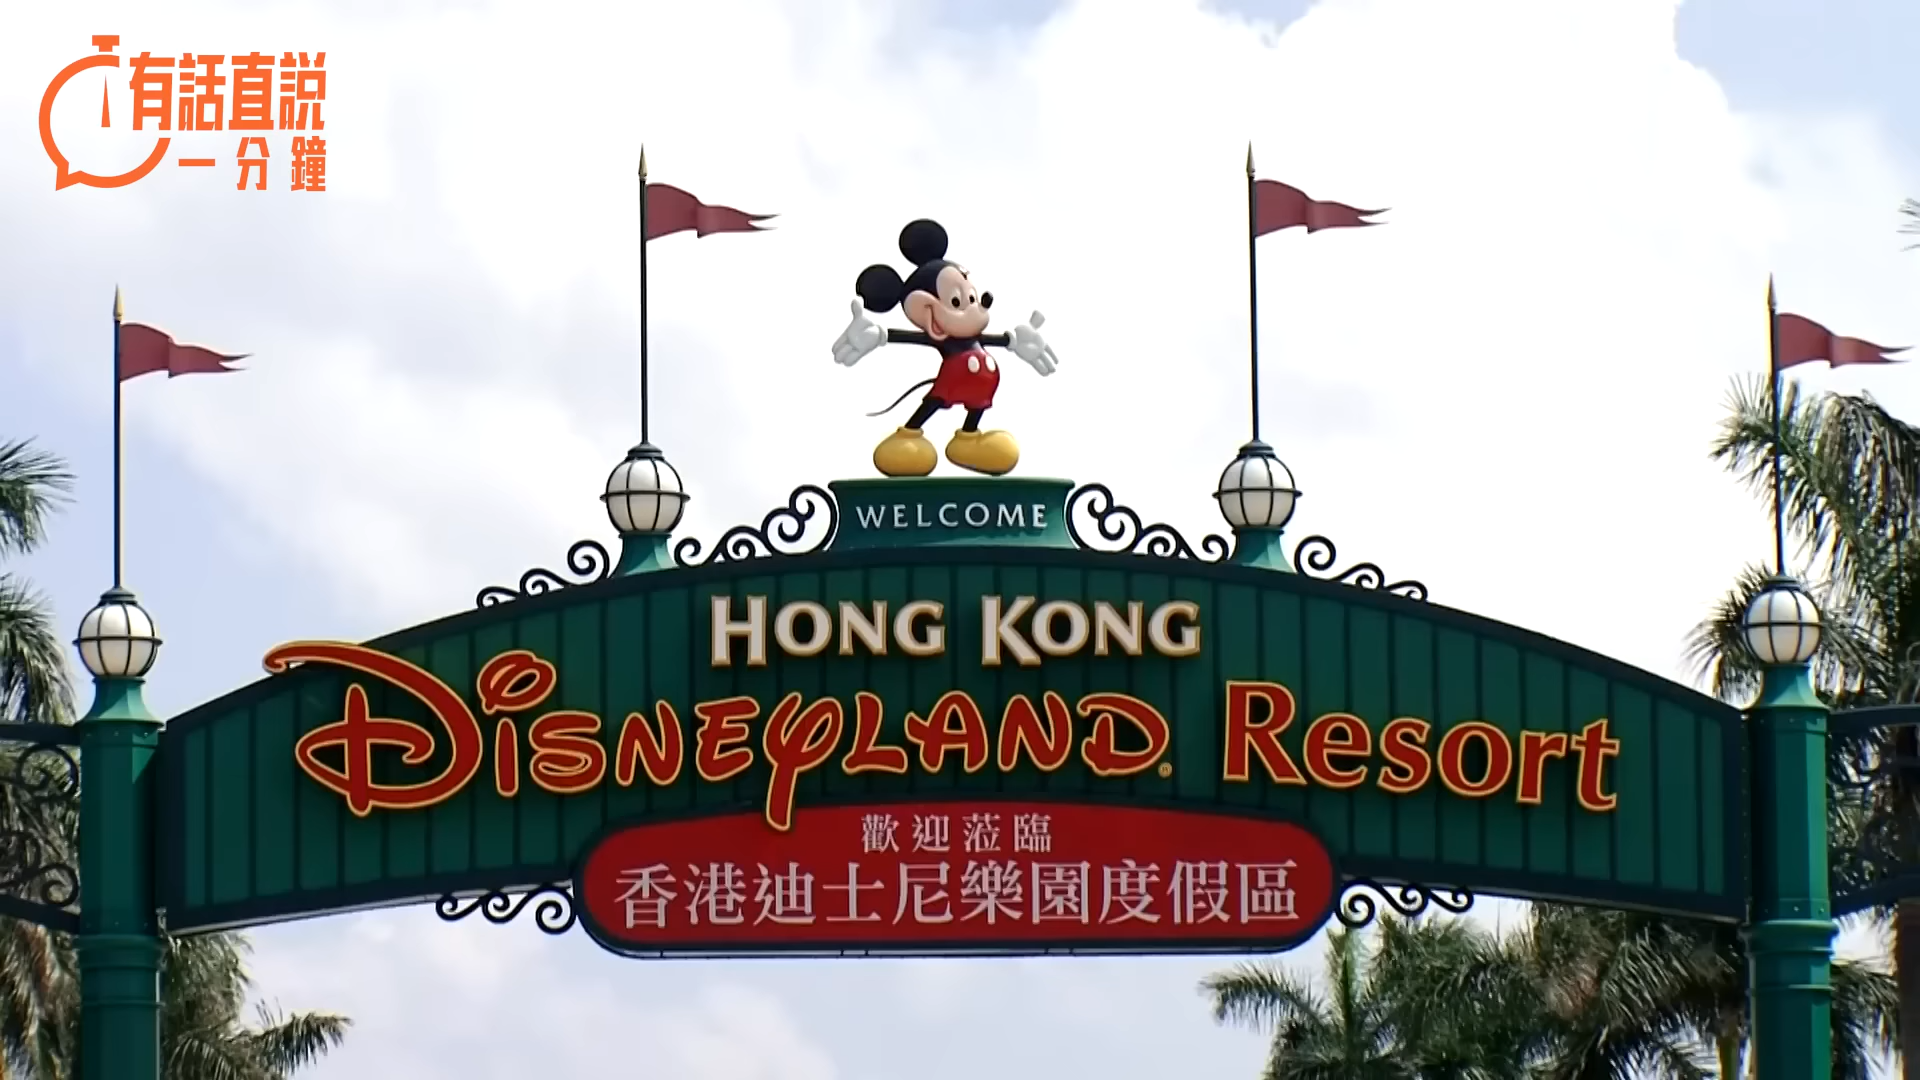 有話直説
一分鐘
WELCOME
HONG KONG
DISNEYLAND Resort
歡迎蒞臨
香港迪士尼樂園度假區